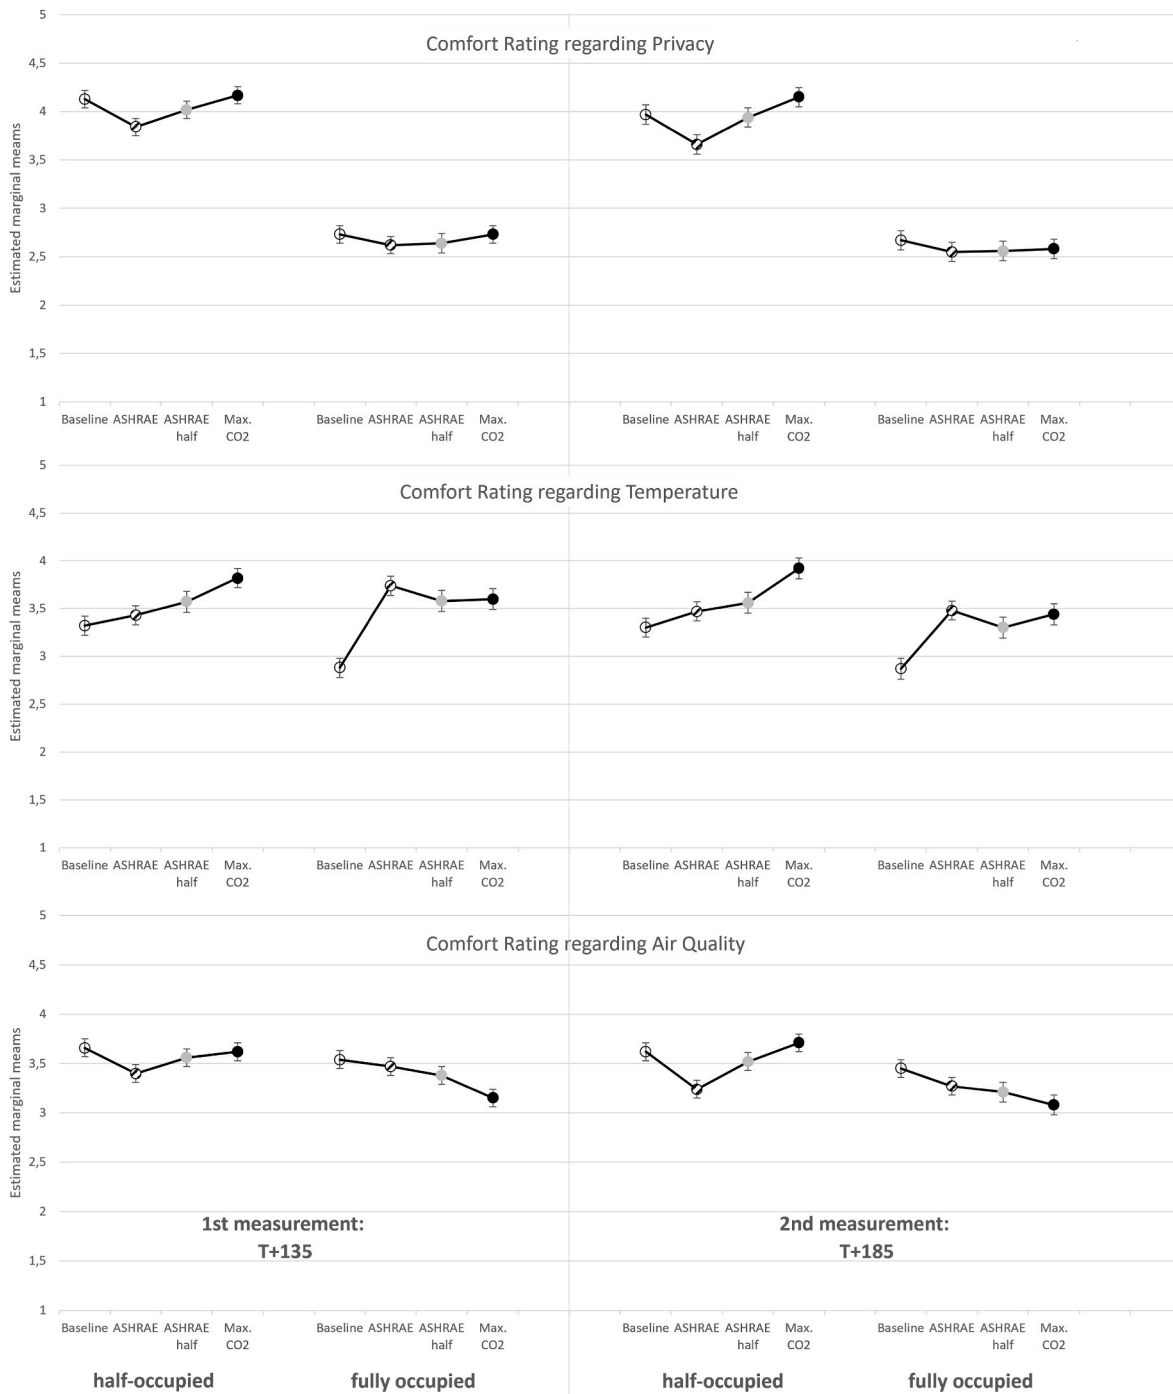 Comfort Rating regarding Privacy
Estimated marginal meams
5
4,5
4
3,5
3
2,5
2
1,5
1
Baseline ASHRAE ASHRAE half Max. CO2
Baseline ASHRAE ASHRAE half Max. CO2
Baseline ASHRAE ASHRAE half Max. CO2
Baseline ASHRAE ASHRAE half Max. CO2
Comfort Rating regarding Temperature
Estimated marginal meams
5
4,5
4
3,5
3
2,5
2
1,5
1
Baseline ASHRAE ASHRAE half Max. CO2
Baseline ASHRAE ASHRAE half Max. CO2
Baseline ASHRAE ASHRAE half Max. CO2
Baseline ASHRAE ASHRAE half Max. CO2
Comfort Rating regarding Air Quality
Estimated marginal meams
5
4,5
4
3,5
3
2,5
2
1,5
1
1st measurement:
T+135
2nd measurement:
T+185
Baseline ASHRAE ASHRAE half Max. CO2
Baseline ASHRAE ASHRAE half Max. CO2
Baseline ASHRAE ASHRAE half Max. CO2
Baseline ASHRAE ASHRAE half Max. CO2
half-occupied
fully occupied
half-occupied
fully occupied